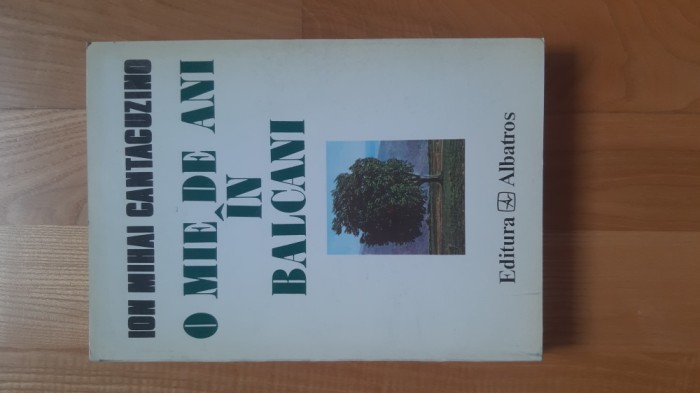 ION MIHAI CANTACUZINO
O MIE DE ANI
ÎN
BALCANI
Editura Albatros